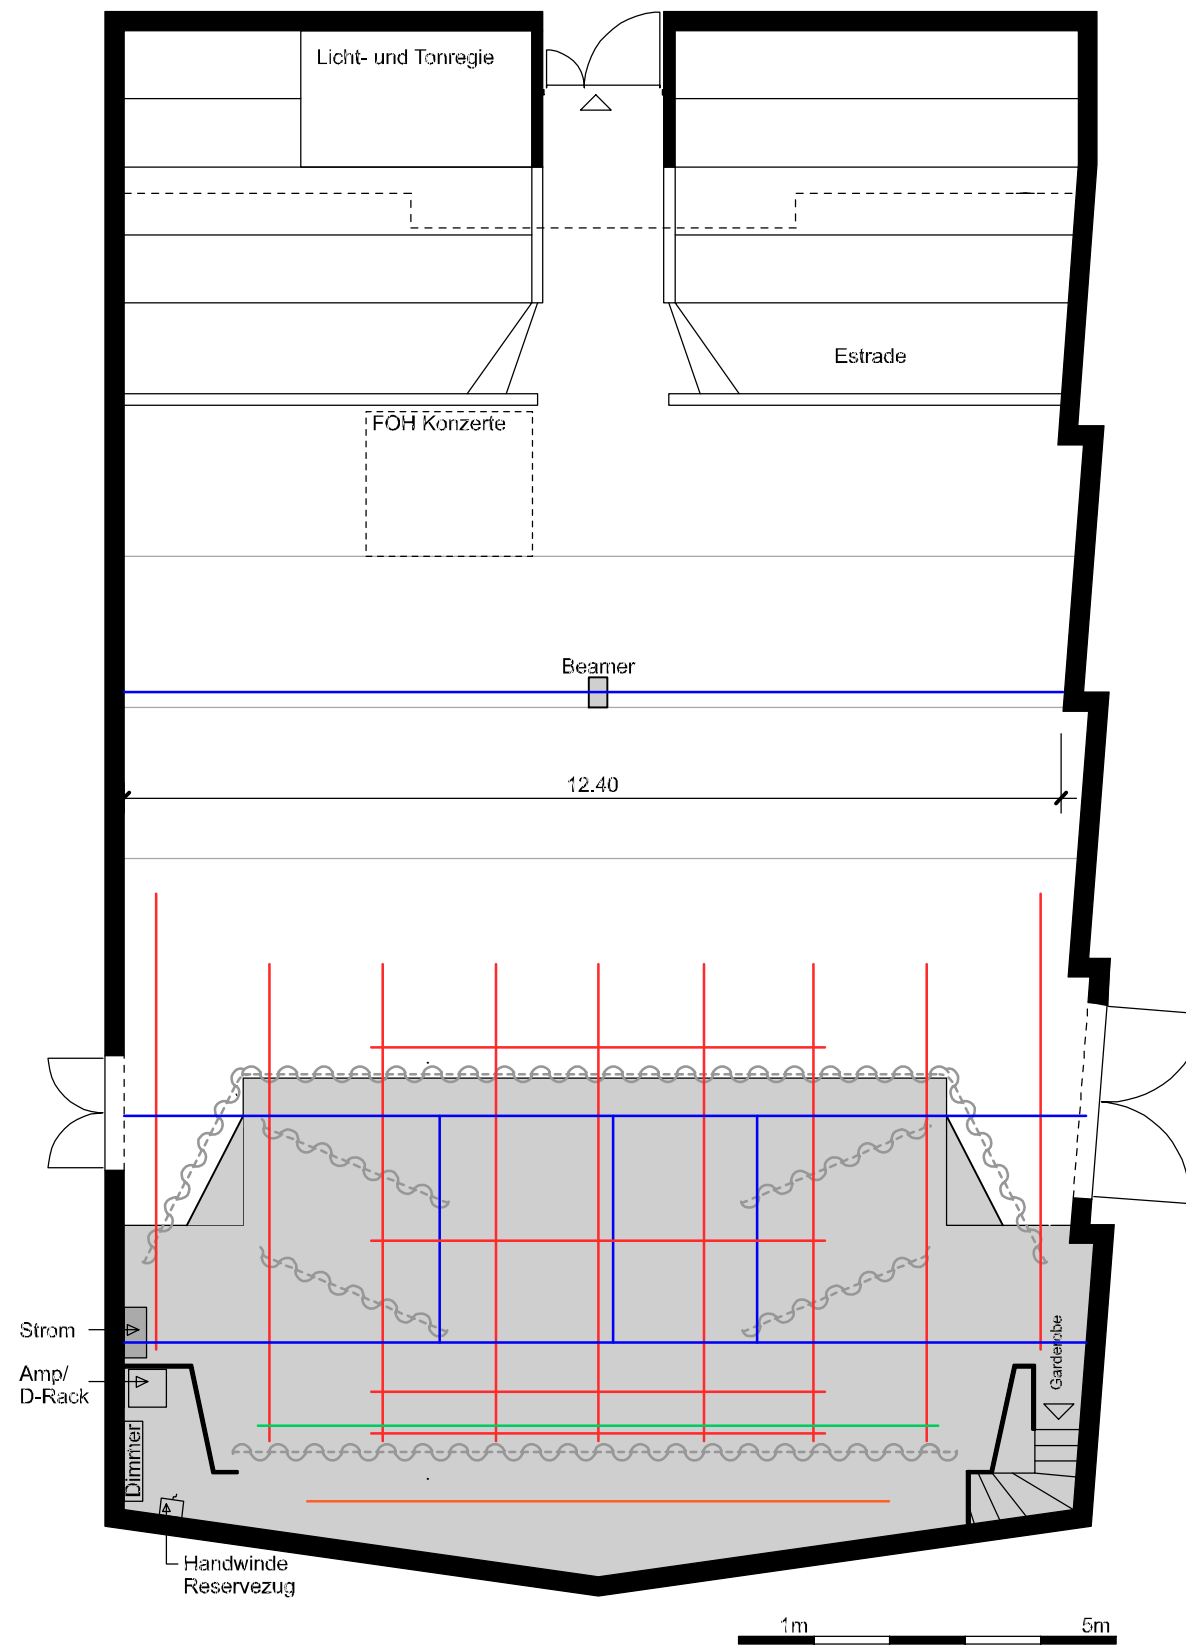 Licht- und Tonregie
Estrade
FOH Konzerte
Beamer
12.40
Strom
Amp/
D-Rack
Garderobe
Dimmer
Handwinde
Reservezug
1m
5m